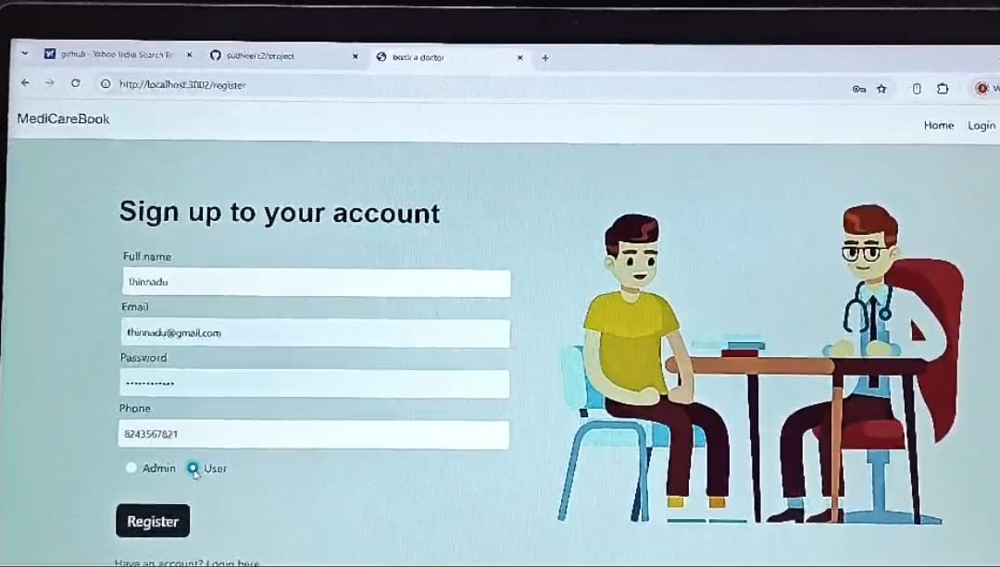 github - Yahoo India Search Re
sudheerc2/project
book a doctor
http://localhost:3002/register
MediCareBook
Home Login
Sign up to your account
Full name
thinnadu
Email
thinnadu@gmail.com
Password
Phone
8243567821
Admin User
Register
Have an account? Login here